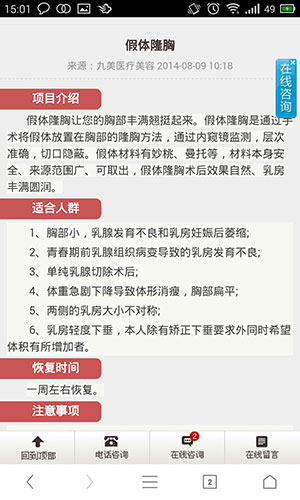 15:01
假体隆胸
来源：九美医疗美容 2014-08-09 10:18
在线咨询
项目介绍
假体隆胸让您的胸部丰满翘挺起来。假体隆胸是通过手
术将假体放置在胸部的隆胸方法，通过内窥镜监测，层次
准确，切口隐蔽。假体材料有妙桃、曼托等，材料本身安
全、来源范围广、可取出，假体隆胸术后效果自然、乳房
丰满圆润。
适合人群
1、胸部小，乳腺发育不良和乳房妊娠后萎缩;
2、青春期前乳腺组织病变导致的乳房发育不良;
3、单纯乳腺切除术后;
4、体重急剧下降导致体形消瘦，胸部扁平;
5、两侧的乳房大小不对称;
6、乳房轻度下垂，本人除有矫正下垂要求外同时希望
体积有所增加者。
恢复时间
一周左右恢复。
注意事项
回到顶部
电话咨询
2
在线咨询
在线留言
2